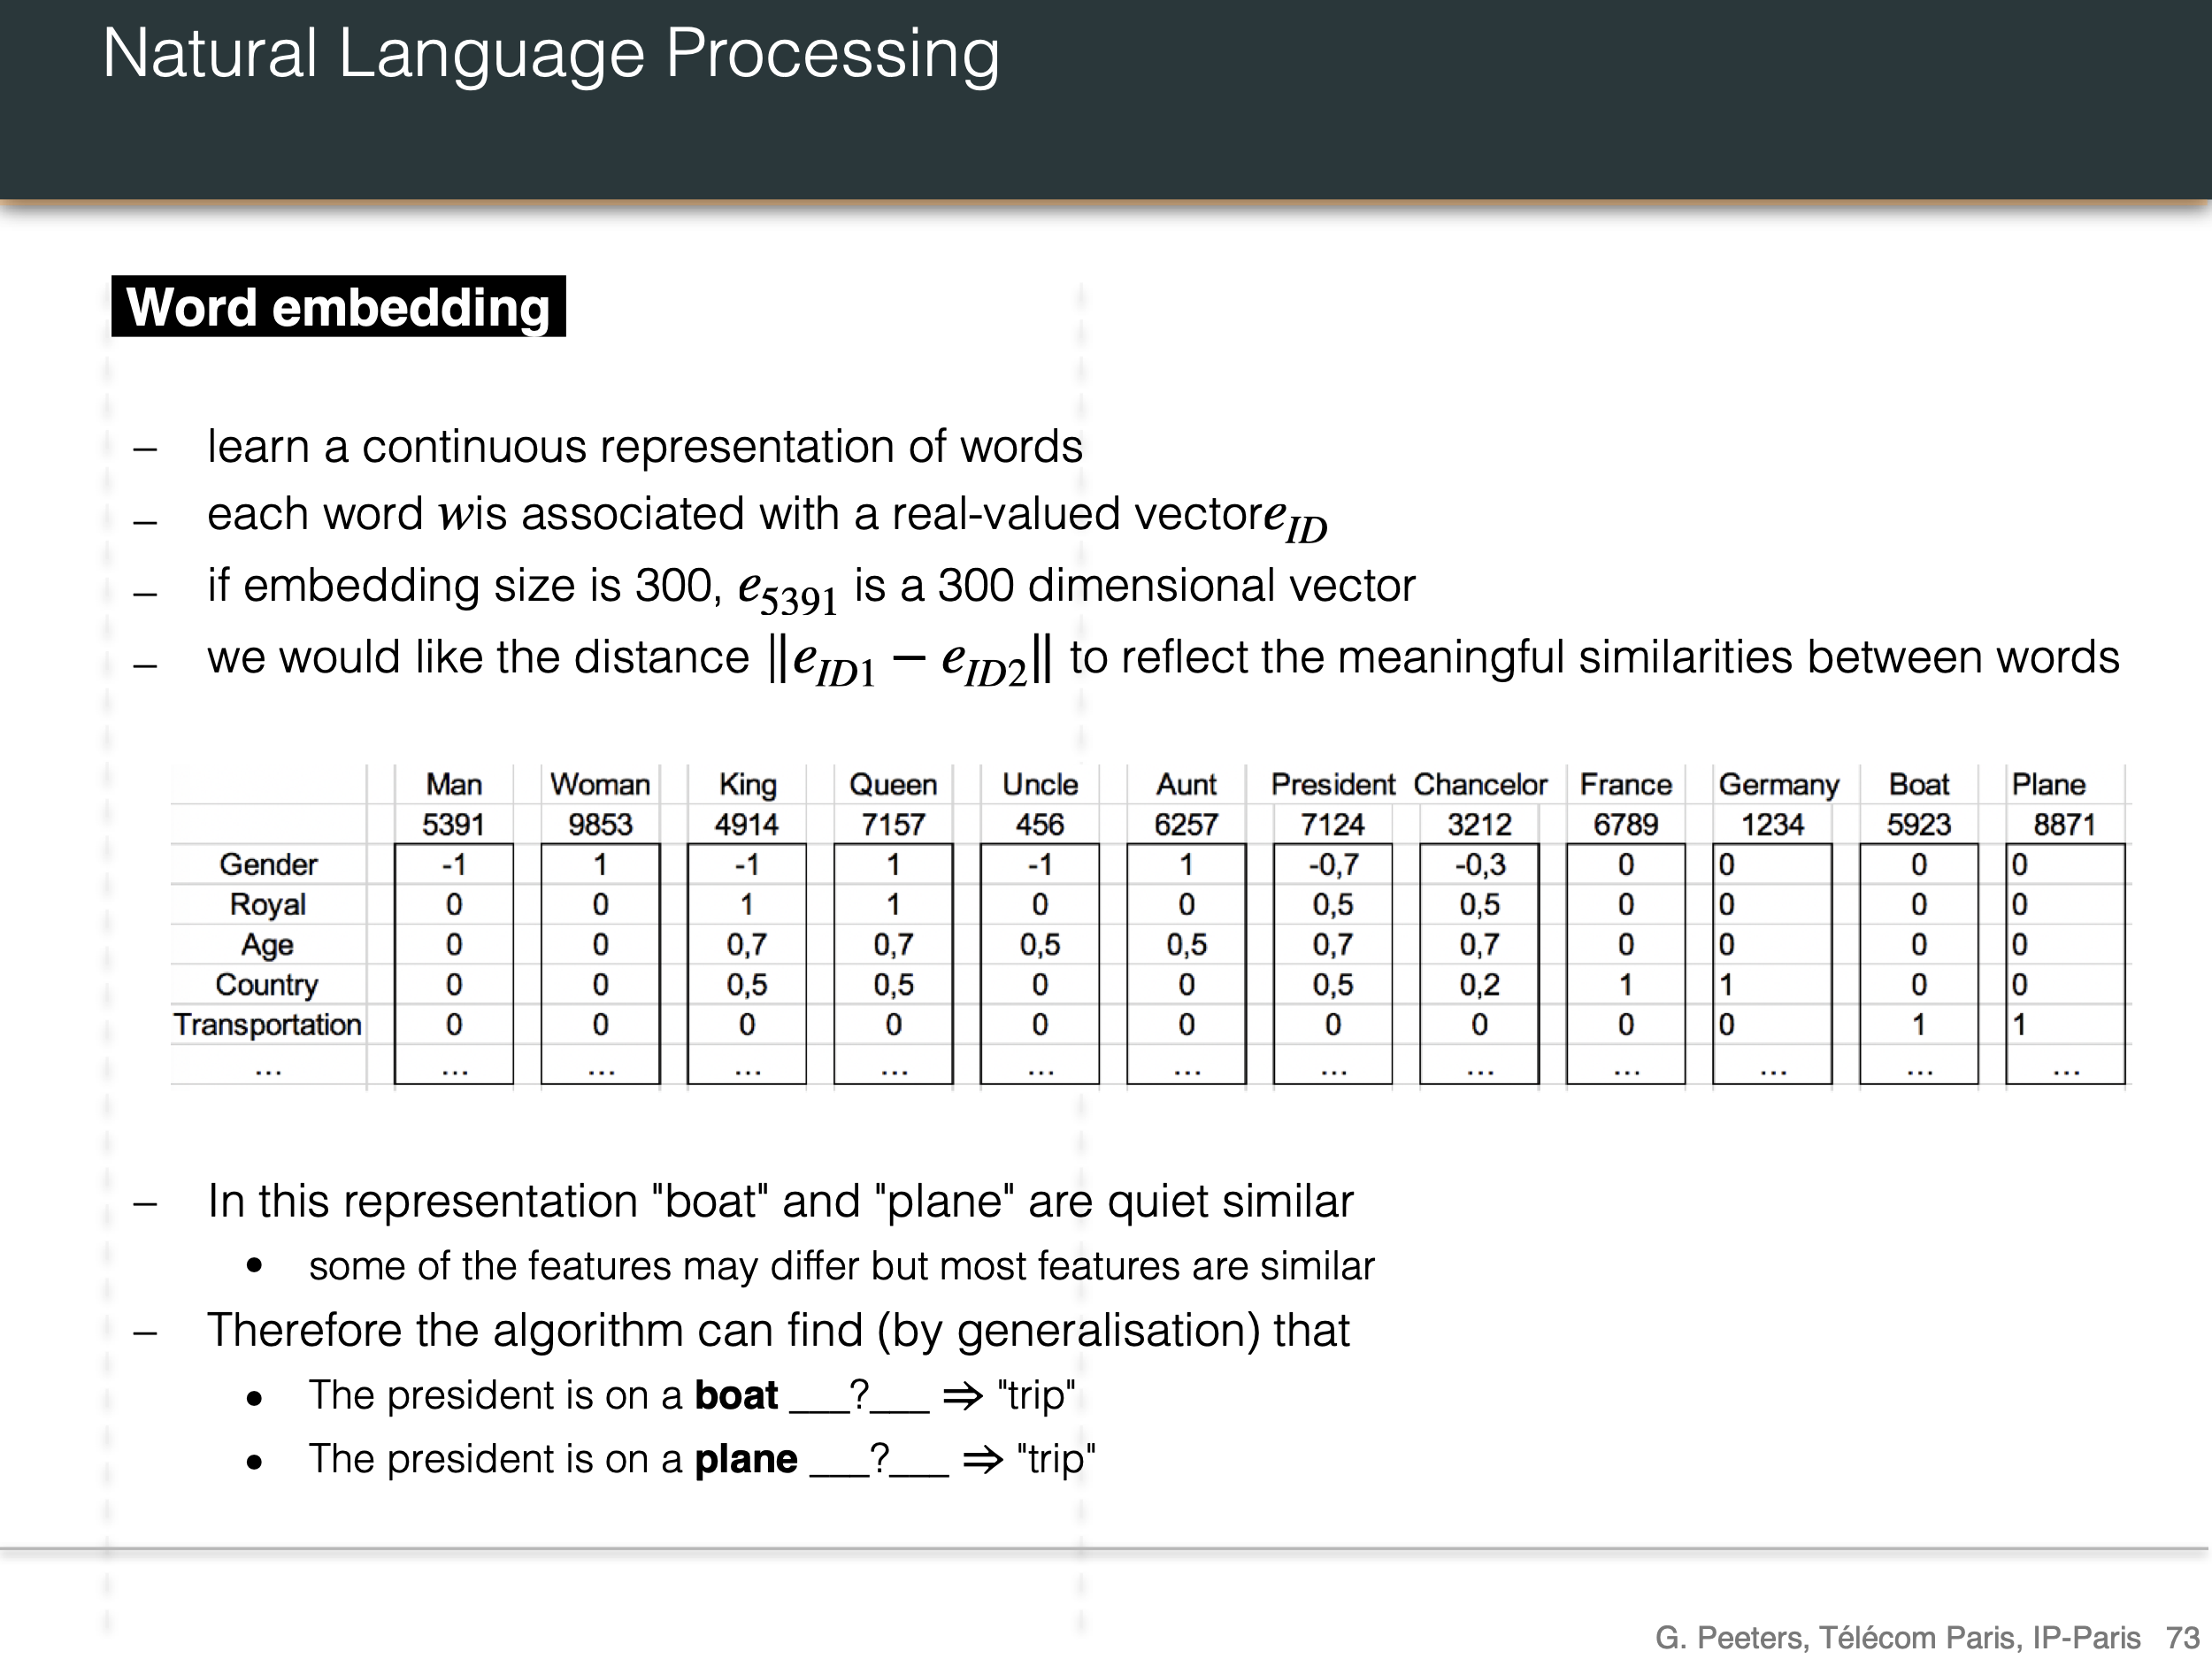 Natural Language Processing
Word embedding
– learn a continuous representation of words
– each word wis associated with a real-valued vectore_ID
– if embedding size is 300, e_5391 is a 300 dimensional vector
– we would like the distance ||e_ID1 − e_ID2|| to reflect the meaningful similarities between words
Man Woman King Queen Uncle Aunt President Chancelor France Germany Boat Plane
5391 9853 4914 7157 456 6257 7124 3212 6789 1234 5923 8871
Gender -1 1 -1 1 -1 1 -0,7 -0,3 0 0 0 0
Royal 0 0 1 1 0 0 0,5 0,5 0 0 0 0
Age 0 0 0,7 0,7 0,5 0,5 0,7 0,7 0 0 0 0
Country 0 0 0,5 0,5 0 0 0,5 0,2 1 1 0 0
Transportation 0 0 0 0 0 0 0 0 0 0 1 1
... ... ... ... ... ... ... ... ... ... ... ... ...
– In this representation "boat" and "plane" are quiet similar
• some of the features may differ but most features are similar
– Therefore the algorithm can find (by generalisation) that
• The president is on a boat ___?___ ⇒ "trip"
• The president is on a plane ___?___ ⇒ "trip"
G. Peeters, Télécom Paris, IP-Paris 73